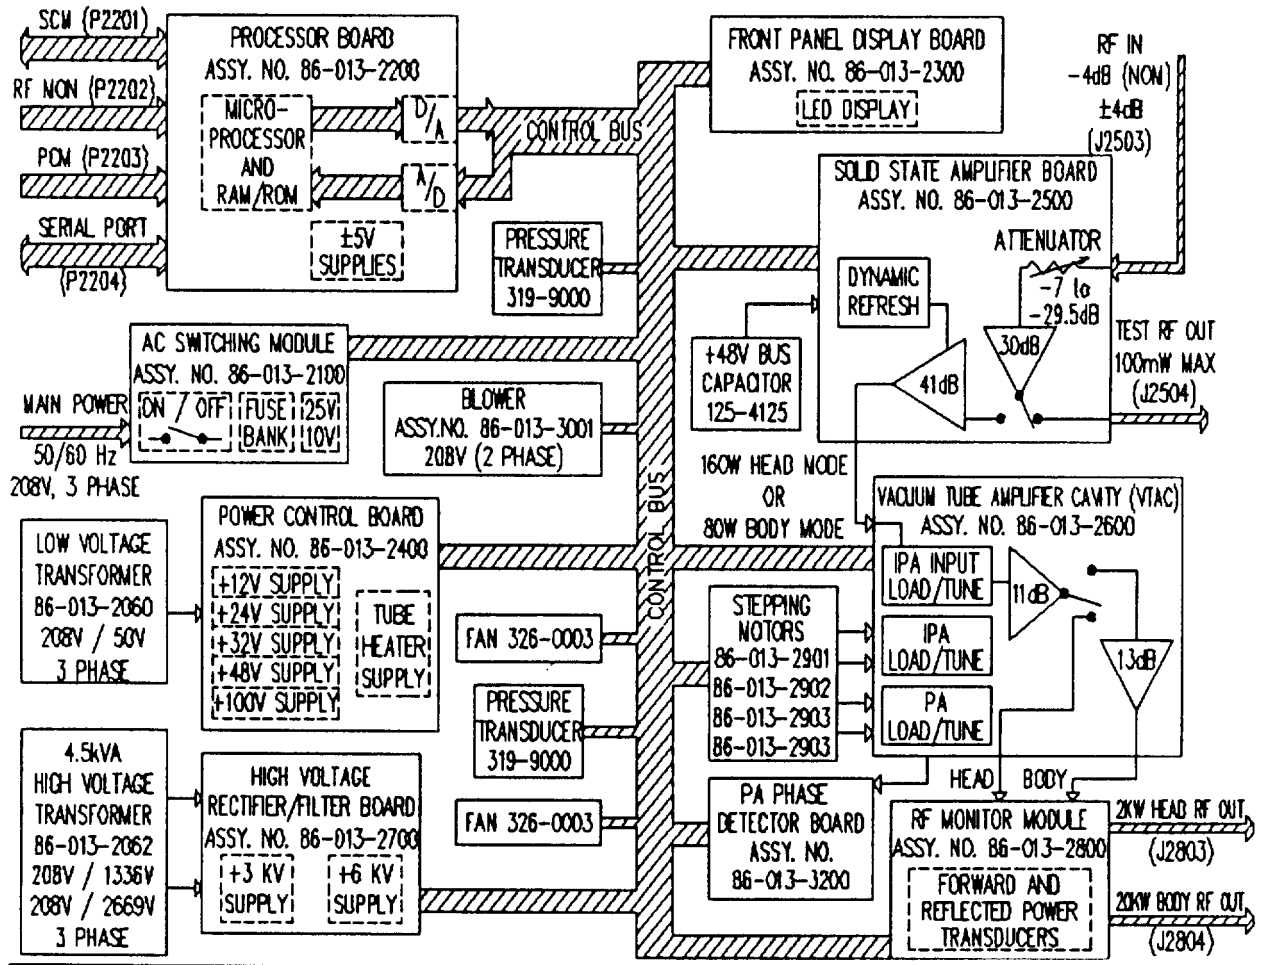 SCM (P2201)
RF MON (P2202)
PCM (P2203)
SERIAL PORT
(P2204)
PROCESSOR BOARD
ASSY. NO. 86-013-2200
MICRO-
PROCESSOR
AND
RAM/ROM
D/A
A/D
±5V
SUPPLIES
CONTROL BUS
FRONT PANEL DISPLAY BOARD
ASSY. NO. 86-013-2300
LED DISPLAY
RF IN
-4dB (NOM)
±4dB
(J2503)
SOLID STATE AMPLIFIER BOARD
ASSY. NO. 86-013-2500
ATTENUATOR
-7 to
-29.5dB
DYNAMIC
REFRESH
30dB
41dB
TEST RF OUT
100mW MAX
(J2504)
PRESSURE
TRANSDUCER
319-9000
+48V BUS
CAPACITOR
125-4125
AC SWITCHING MODULE
ASSY. NO. 86-013-2100
ON / OFF
FUSE
BANK
25V
10V
MAIN POWER
50/60 Hz
208V, 3 PHASE
BLOWER
ASSY.NO. 86-013-3001
208V (2 PHASE)
160W HEAD MODE
OR
80W BODY MODE
CONTROL BUS
LOW VOLTAGE
TRANSFORMER
86-013-2060
208V / 50V
3 PHASE
POWER CONTROL BOARD
ASSY. NO. 86-013-2400
+12V SUPPLY
+24V SUPPLY
+32V SUPPLY
+48V SUPPLY
+100V SUPPLY
TUBE
HEATER
SUPPLY
FAN 326-0003
PRESSURE
TRANSDUCER
319-9000
FAN 326-0003
VACUUM TUBE AMPLIFIER CAVITY (VTAC)
ASSY. NO. 86-013-2600
IPA INPUT
LOAD/TUNE
IPA
LOAD/TUNE
PA
LOAD/TUNE
11dB
13dB
STEPPING
MOTORS
86-013-2901
86-013-2902
86-013-2903
86-013-2903
4.5kVA
HIGH VOLTAGE
TRANSFORMER
86-013-2062
208V / 1336V
208V / 2669V
3 PHASE
HIGH VOLTAGE
RECTIFIER/FILTER BOARD
ASSY. NO. 86-013-2700
+3 KV
SUPPLY
+6 KV
SUPPLY
PA PHASE
DETECTOR BOARD
ASSY. NO.
86-013-3200
HEAD BODY
RF MONITOR MODULE
ASSY. NO. 86-013-2800
FORWARD AND
REFLECTED POWER
TRANSDUCERS
2KW HEAD RF OUT
(J2803)
20KW BODY RF OUT
(J2804)